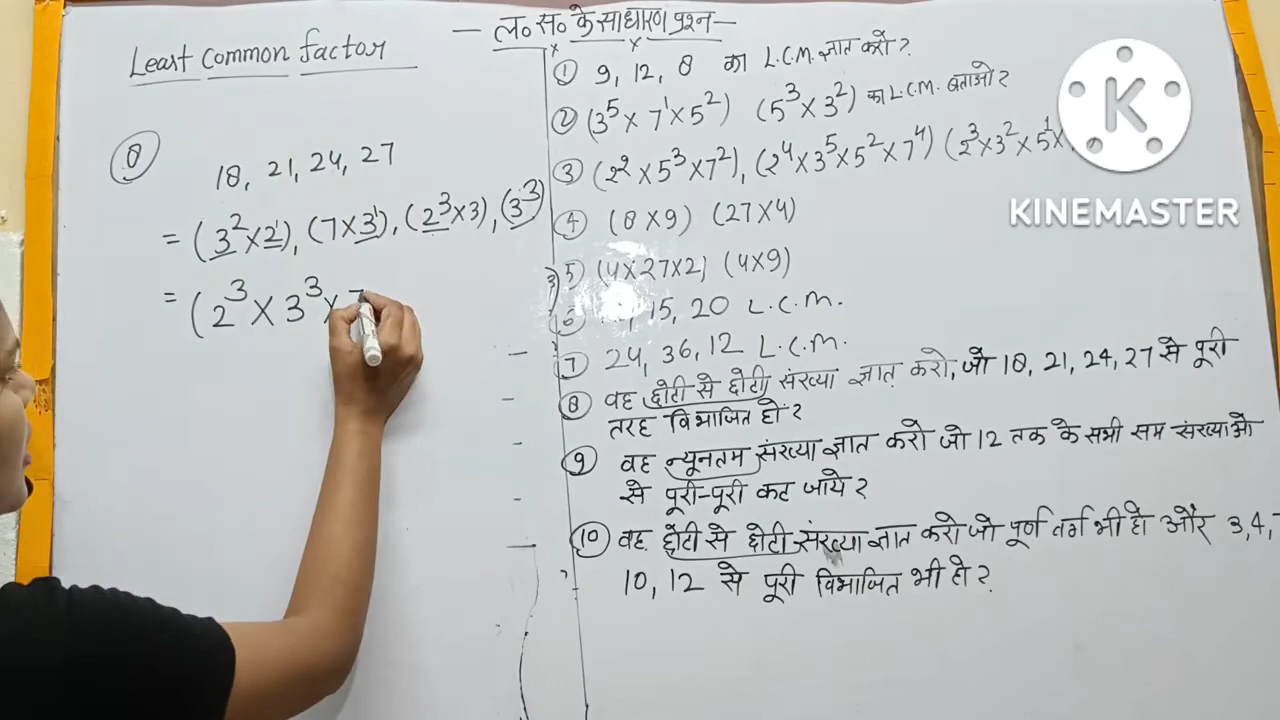 Least common factor
⑧ 18, 21, 24, 27
= (3² × 2¹), (7 × 3¹), (2³ × 3), (3³)
= (2³ × 3³ × 7
— ल० स० के साधारण प्रश्न —
① 9, 12, 8 का L.C.M. ज्ञात करो ?
② (3⁵ × 7¹ × 5²) (5³ × 3²) का L.C.M. बताओ ?
③ (2² × 5³ × 7²), (2⁴ × 3⁵ × 5² × 7⁴) (2³ × 3² × 5¹ ×
④ (8 × 9) (27 × 4)
⑤ (4 × 27 × 2) (4 × 9)
⑥ 15, 20 L.C.M.
⑦ 24, 36, 12 L.C.M.
⑧ वह छोटी से छोटी संख्या ज्ञात करो, जो 18, 21, 24, 27 से पूरी
तरह विभाजित हो ?
⑨ वह न्यूनतम संख्या ज्ञात करो जो 12 तक के सभी सम संख्याओ
से पूरी-पूरी कट जाये ?
⑩ वह छोटी से छोटी संख्या ज्ञात करो जो पूर्ण वर्ग भी हो और 3, 4,
10, 12 से पूरी विभाजित भी हो ?
K
KINEMASTER